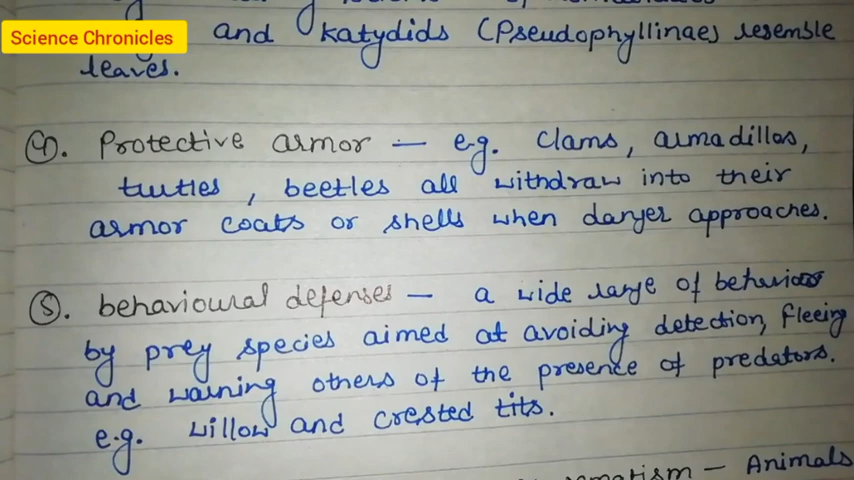 Science Chronicles
and katydids (Pseudophyllinae) resemble
leaves.
④. Protective armor — e.g. Clams, armadillos,
turtles, beetles all withdraw into their
armor coats or shells when danger approaches.
⑤. behavioural defenses — a wide range of behaviors
by prey species aimed at avoiding detection, fleeing
and warning others of the presence of predators.
e.g. willow and crested tits.
— Animals